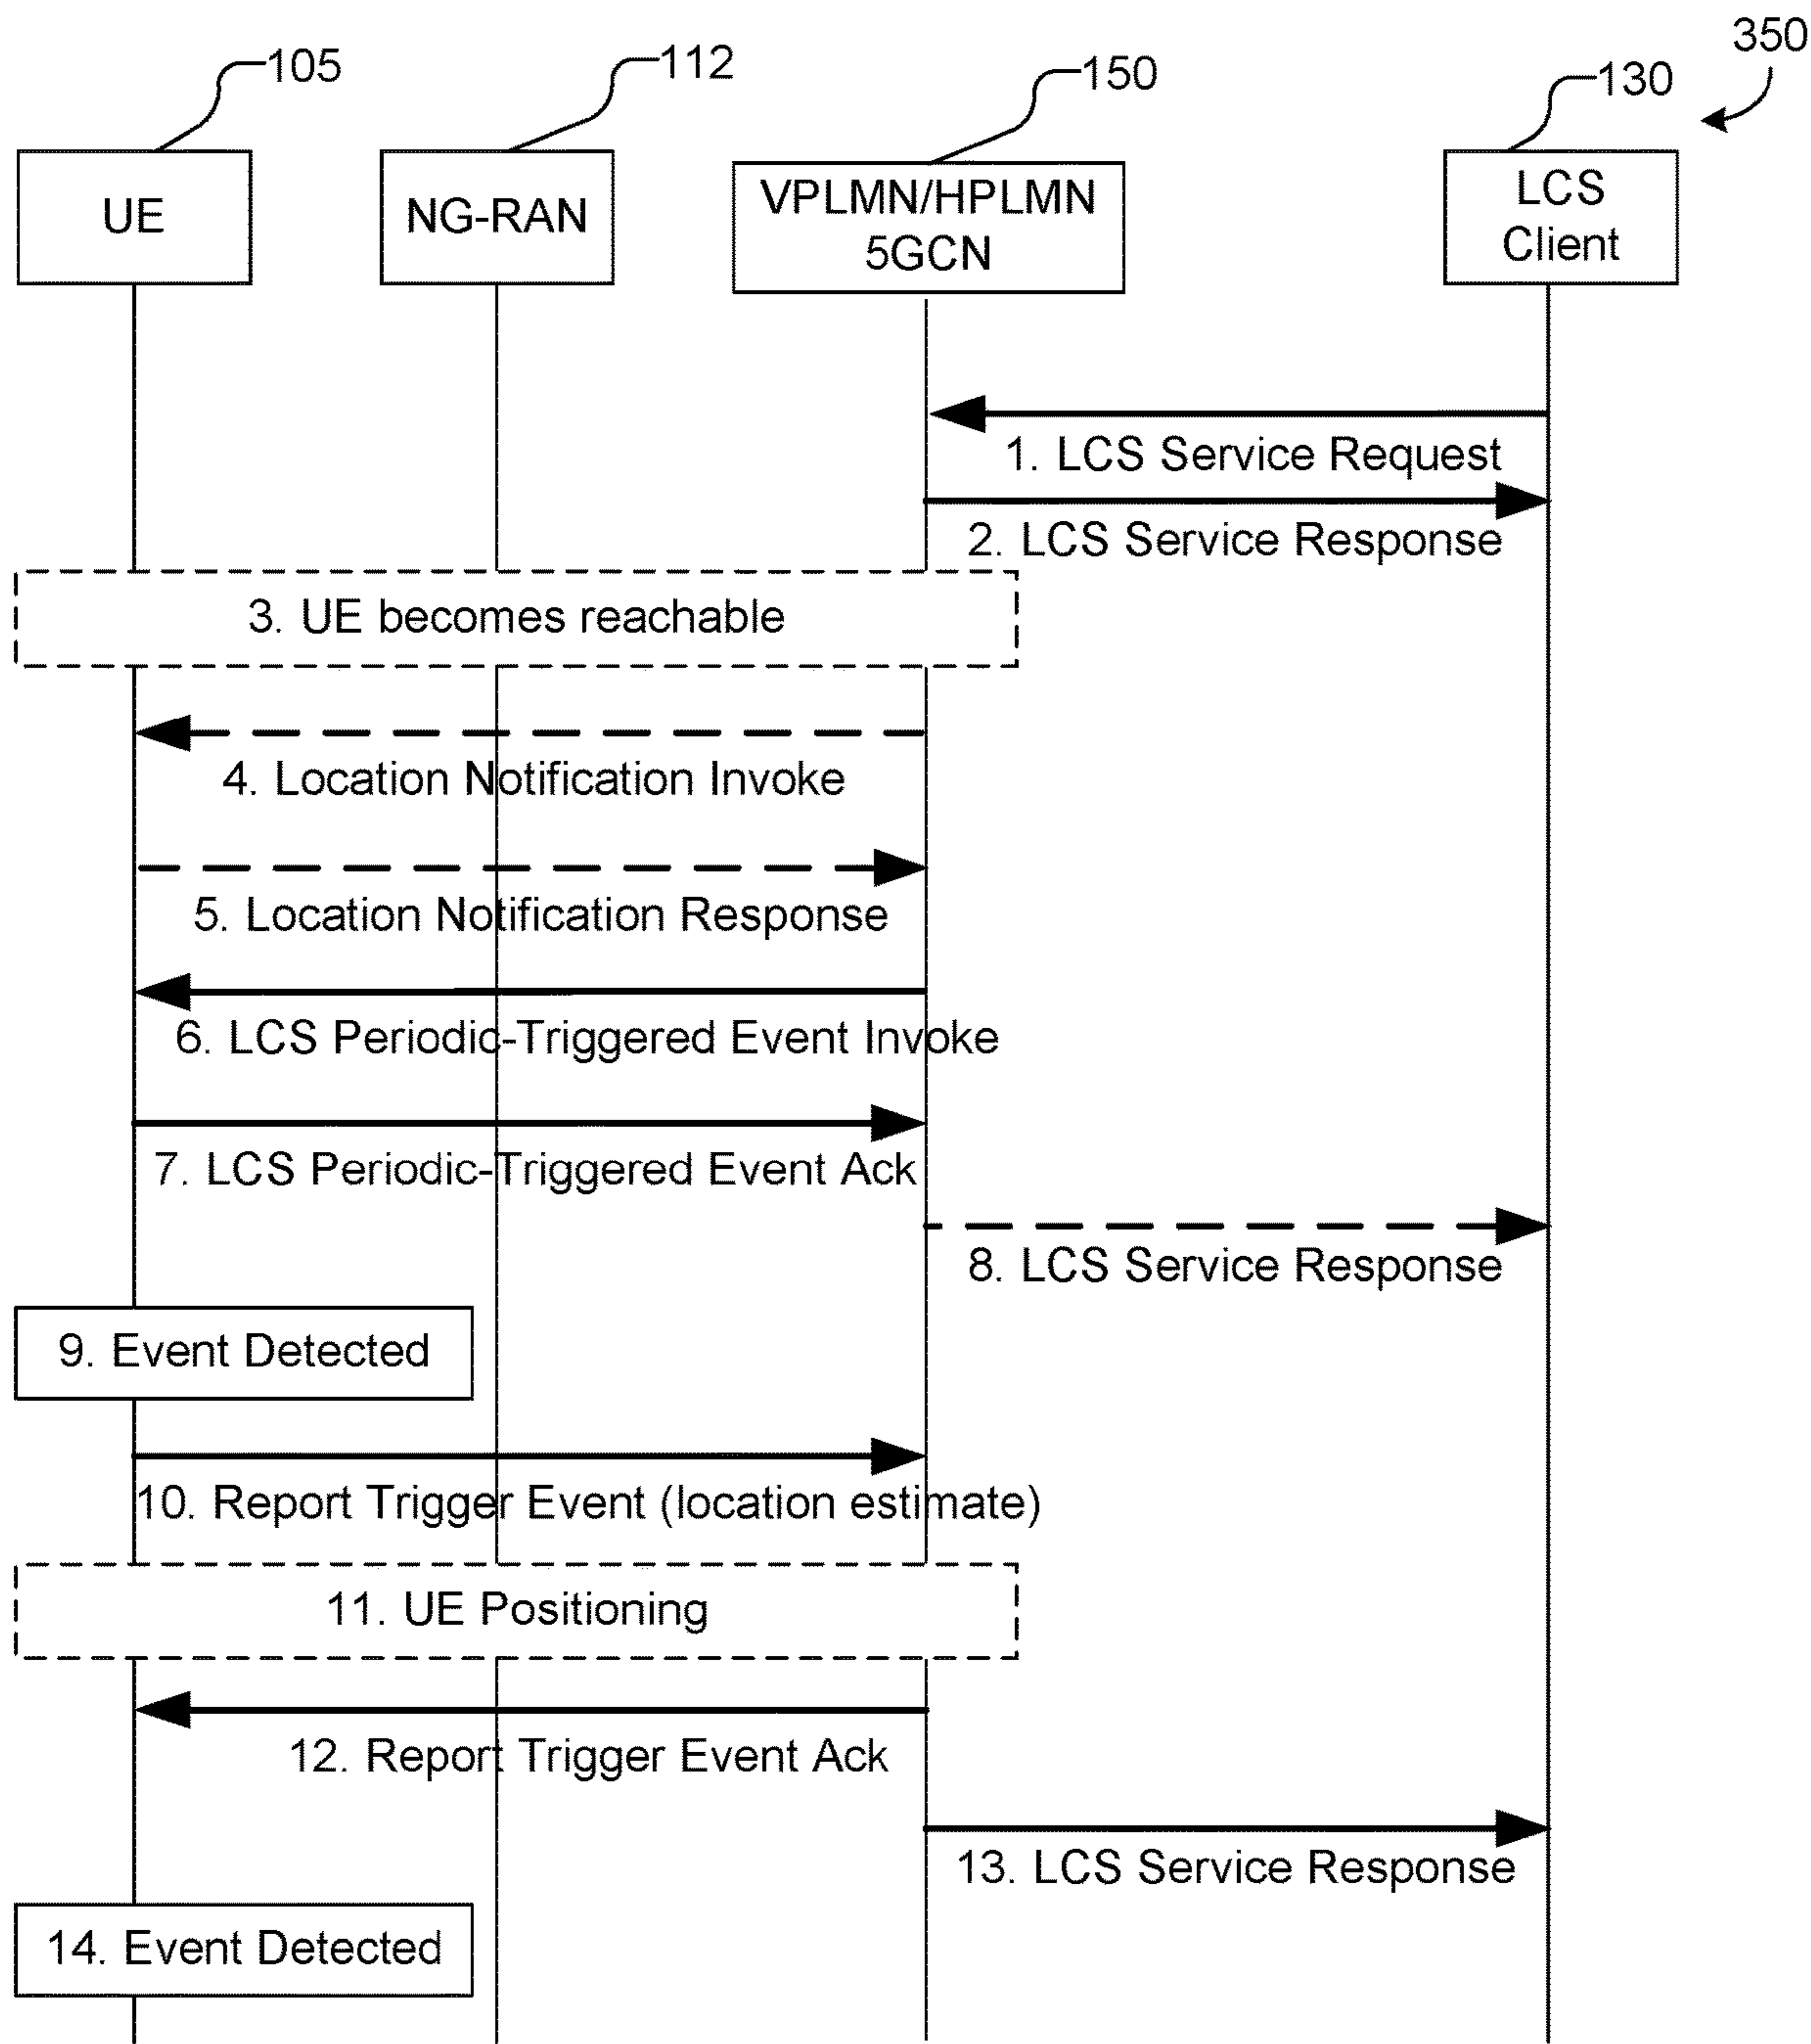 350
105
112
150
130
UE
NG-RAN
VPLMN/HPLMN
5GCN
LCS
Client
1. LCS Service Request
2. LCS Service Response
3. UE becomes reachable
4. Location Notification Invoke
5. Location Notification Response
6. LCS Periodic-Triggered Event Invoke
7. LCS Periodic-Triggered Event Ack
8. LCS Service Response
9. Event Detected
10. Report Trigger Event (location estimate)
11. UE Positioning
12. Report Trigger Event Ack
13. LCS Service Response
14. Event Detected